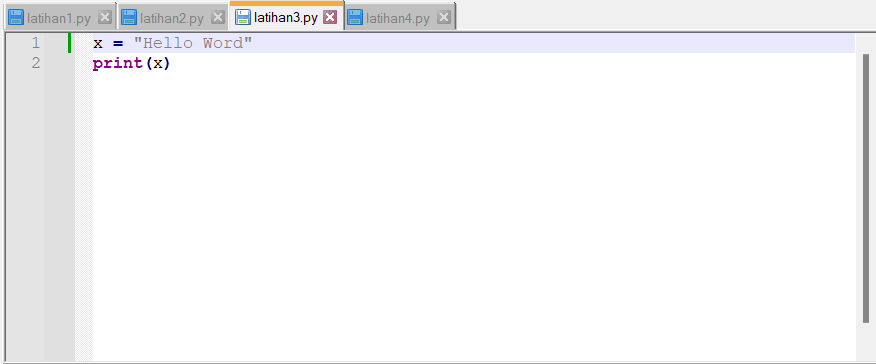 latihan1.py latihan2.py latihan3.py latihan4.py
1 x = "Hello Word"
2 print(x)